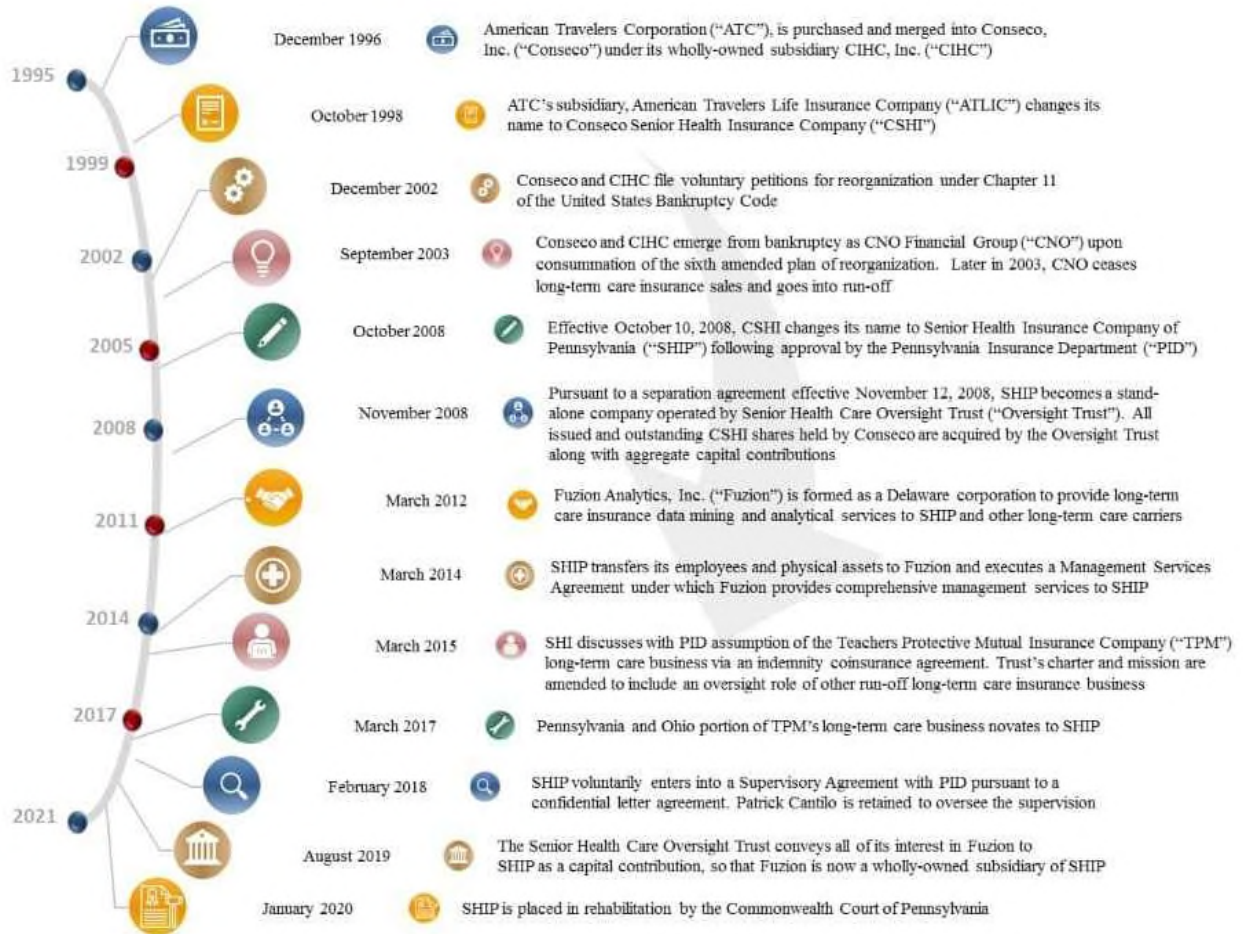 December 1996
American Travelers Corporation (“ATC”), is purchased and merged into Conseco,
Inc. (“Conseco”) under its wholly-owned subsidiary CIHC, Inc. (“CIHC”)
1995
October 1998
ATC’s subsidiary, American Travelers Life Insurance Company (“ATLIC”) changes its
name to Conseco Senior Health Insurance Company (“CSHI”)
1999
December 2002
Conseco and CIHC file voluntary petitions for reorganization under Chapter 11
of the United States Bankruptcy Code
2002
September 2003
Conseco and CIHC emerge from bankruptcy as CNO Financial Group (“CNO”) upon
consummation of the sixth amended plan of reorganization. Later in 2003, CNO ceases
long-term care insurance sales and goes into run-off
October 2008
Effective October 10, 2008, CSHI changes its name to Senior Health Insurance Company of
Pennsylvania (“SHIP”) following approval by the Pennsylvania Insurance Department (“PID”)
2005
November 2008
Pursuant to a separation agreement effective November 12, 2008, SHIP becomes a stand-
alone company operated by Senior Health Care Oversight Trust (“Oversight Trust”). All
issued and outstanding CSHI shares held by Conseco are acquired by the Oversight Trust
along with aggregate capital contributions
2008
March 2012
Fuzion Analytics, Inc. (“Fuzion”) is formed as a Delaware corporation to provide long-term
care insurance data mining and analytical services to SHIP and other long-term care carriers
2011
March 2014
SHIP transfers its employees and physical assets to Fuzion and executes a Management Services
Agreement under which Fuzion provides comprehensive management services to SHIP
2014
March 2015
SHI discusses with PID assumption of the Teachers Protective Mutual Insurance Company (“TPM”)
long-term care business via an indemnity coinsurance agreement. Trust’s charter and mission are
amended to include an oversight role of other run-off long-term care insurance business
2017
March 2017
Pennsylvania and Ohio portion of TPM’s long-term care business novates to SHIP
February 2018
SHIP voluntarily enters into a Supervisory Agreement with PID pursuant to a
confidential letter agreement. Patrick Cantilo is retained to oversee the supervision
2021
August 2019
The Senior Health Care Oversight Trust conveys all of its interest in Fuzion to
SHIP as a capital contribution, so that Fuzion is now a wholly-owned subsidiary of SHIP
January 2020
SHIP is placed in rehabilitation by the Commonwealth Court of Pennsylvania